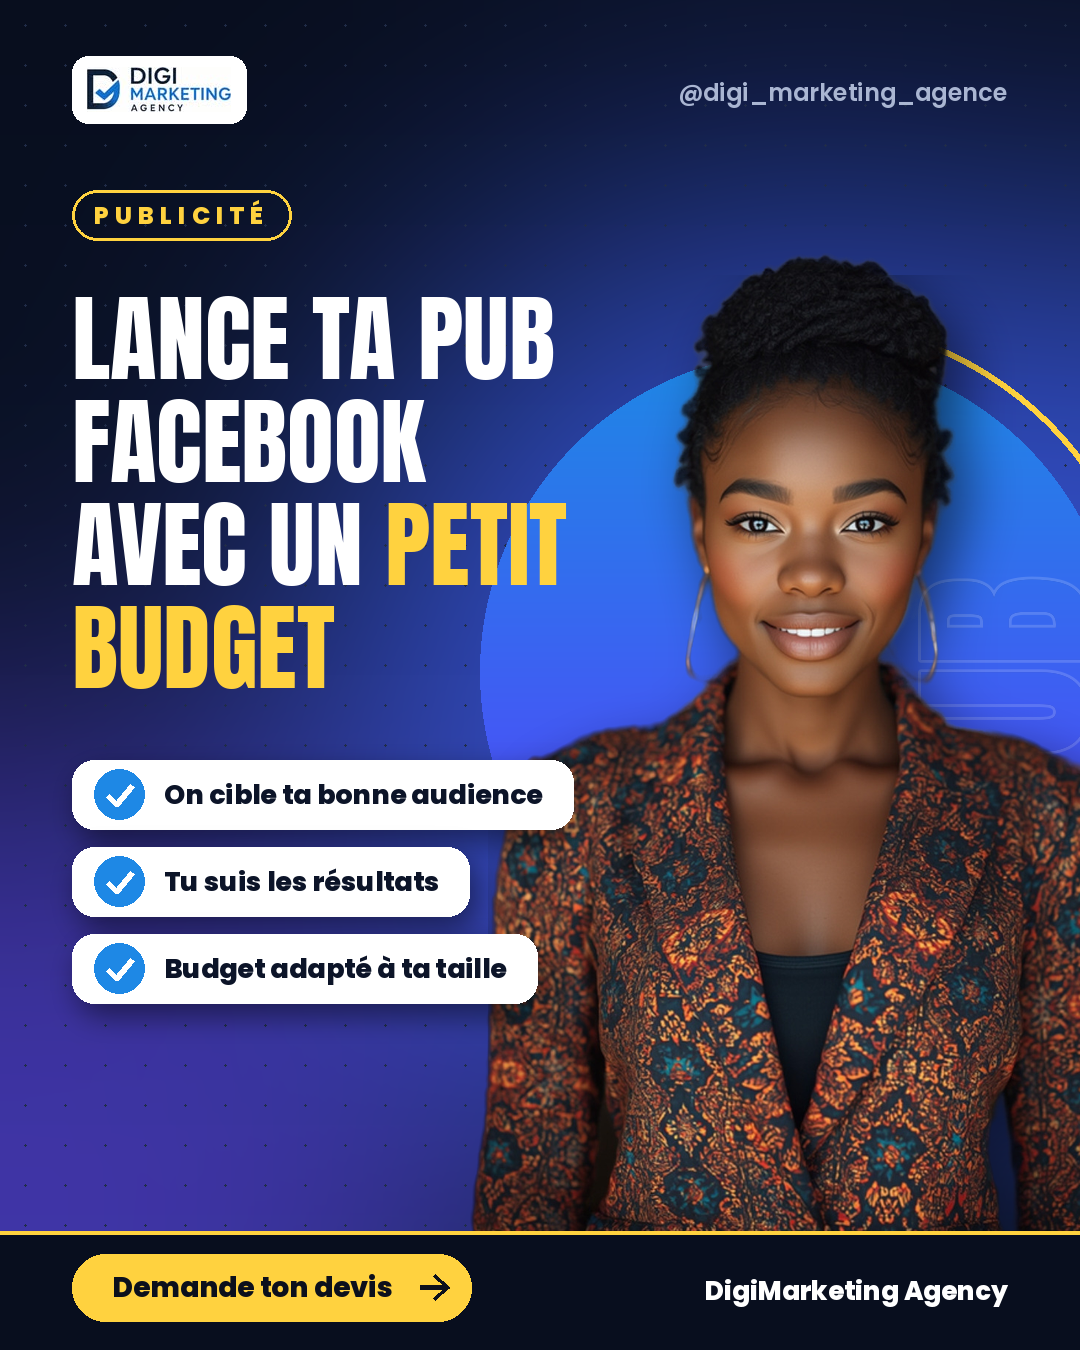 DIGI
MARKETING
AGENCY
@digi_marketing_agence
PUBLICITÉ
LANCE TA PUB
FACEBOOK
AVEC UN PETIT
BUDGET
UB
On cible ta bonne audience
Tu suis les résultats
Budget adapté à ta taille
Demande ton devis
DigiMarketing Agency